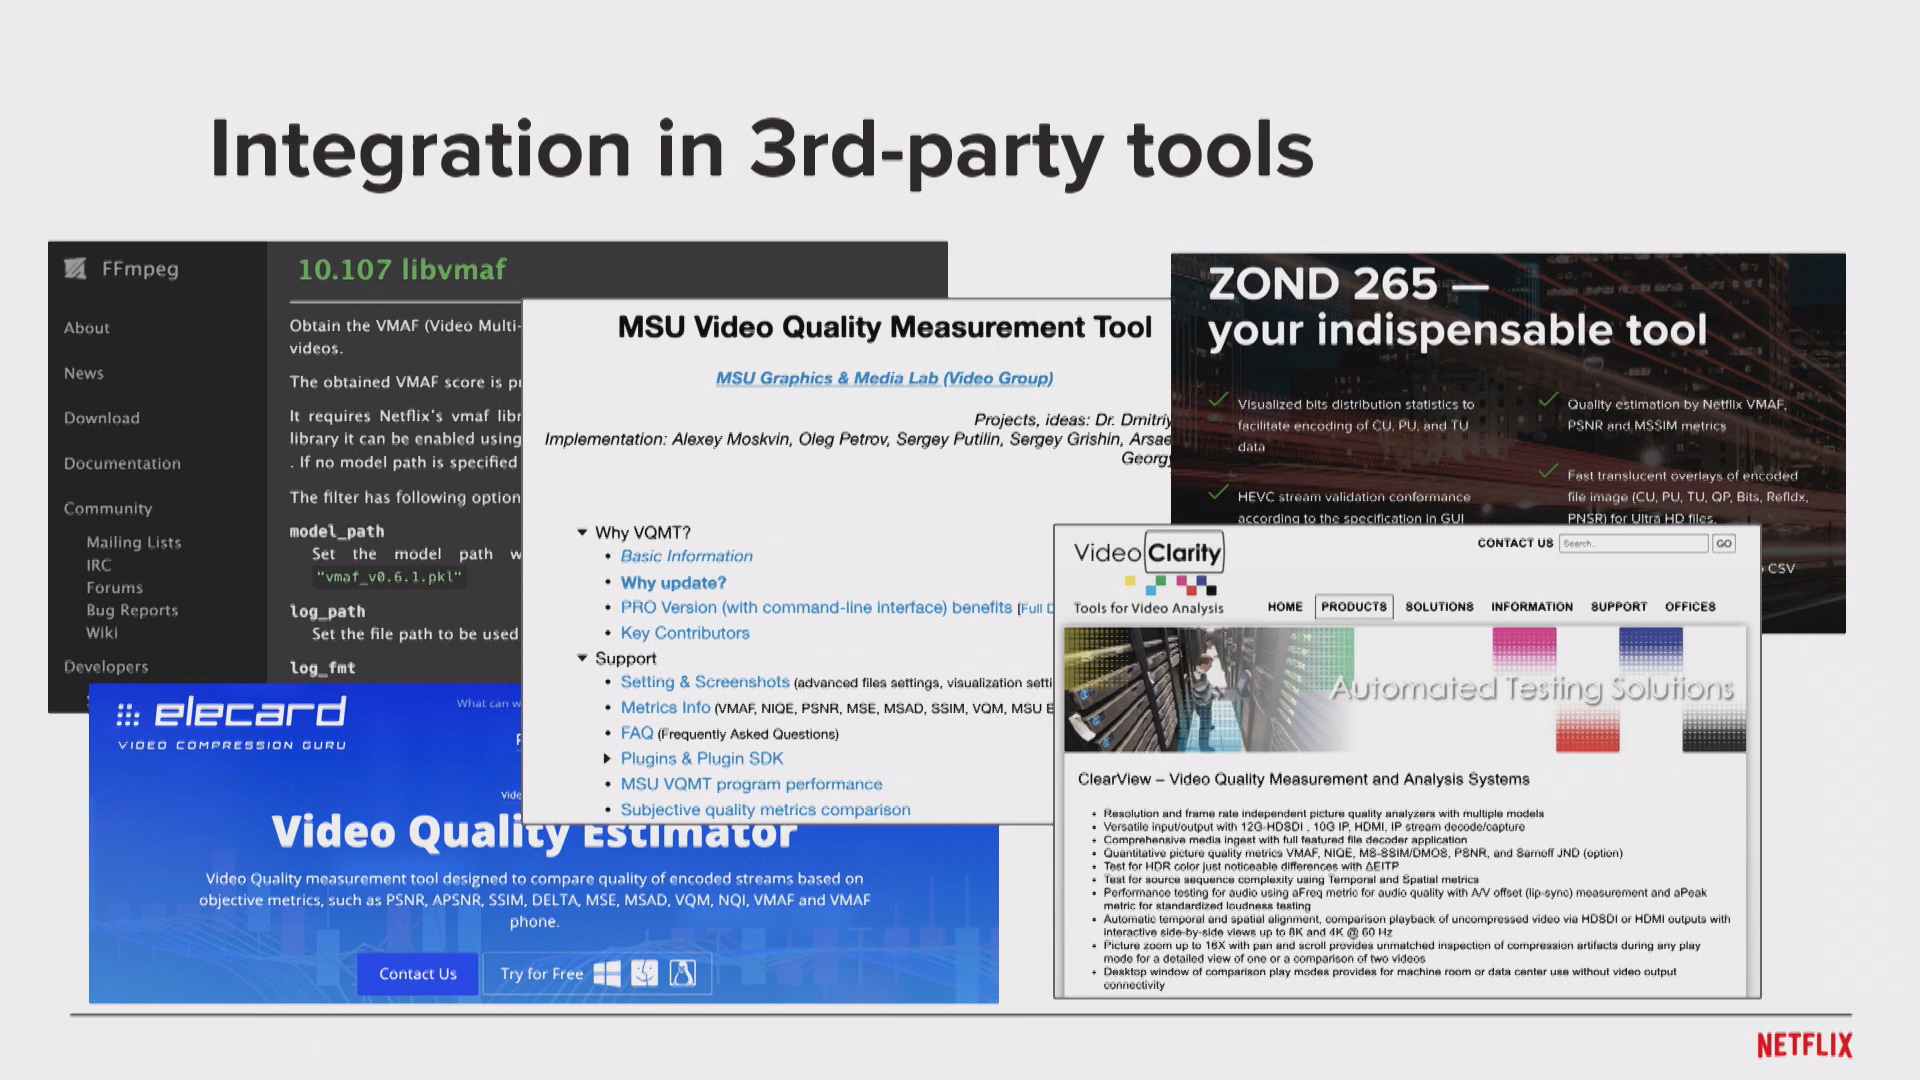 Integration in 3rd-party tools
FFmpeg
About
News
Download
Documentation
Community
Mailing Lists
IRC
Forums
Bug Reports
Wiki
Developers
10.107 libvmaf
Obtain the VMAF (Video Multi-
videos.
The obtained VMAF score is
It requires Netflix's vmaf
library it can be enabled using
. If no model path is specified
The filter has following
model_path
Set the model path
"vmaf_v0.6.1.pkl"
log_path
Set the file path to be used
log_fmt
MSU Video Quality Measurement Tool
MSU Graphics & Media Lab (Video Group)
Projects, ideas: Dr. Dmitriy
Implementation: Alexey Moskvin, Oleg Petrov, Sergey Putilin, Sergey Grishin, Arsae
Georgy
Why VQMT?
• Basic Information
• Why update?
• PRO Version (with command-line interface) benefits [Full
• Key Contributors
Support
• Setting & Screenshots (advanced files settings, visualization setti
• Metrics Info (VMAF, NIQE, PSNR, MSE, MSAD, SSIM, VQM, MSU
• FAQ (Frequently Asked Questions)
Plugins & Plugin SDK
• MSU VQMT program performance
• Subjective quality metrics comparison
ZOND 265 —
your indispensable tool
Visualized bits distribution statistics to
facilitate encoding of CU, PU, and TU
data
HEVC stream validation conformance
according to the specification in GUI
Quality estimation by Netflix VMAF,
PSNR and MSSIM metrics
Fast translucent overlays of encoded
file image (CU, PU, TU, QP, Bits, RefIdx,
PNSR) for Ultra HD files.
CSV
elecard
VIDEO COMPRESSION GURU
What can
Video Quality Estimator
Video Quality measurement tool designed to compare quality of encoded streams based on
objective metrics, such as PSNR, APSNR, SSIM, DELTA, MSE, MSAD, VQM, NQI, VMAF and VMAF
phone.
Contact Us
Try for Free
Video Clarity
Tools for Video Analysis
CONTACT US
Search...
GO
HOME PRODUCTS SOLUTIONS INFORMATION SUPPORT OFFICES
Automated Testing Solutions
ClearView – Video Quality Measurement and Analysis Systems
• Resolution and frame rate independent picture quality analyzers with multiple models
• Versatile input/output with 12G-HDSDI , 10G IP, HDMI, IP stream decode/capture
• Comprehensive media ingest with full featured file decoder application
• Quantitative picture quality metrics VMAF, NIQE, MS-SSIM/DMOS, PSNR, and Sarnoff JND (option)
• Test for HDR color just noticeable differences with ΔEITP
• Test for source sequence complexity using Temporal and Spatial metrics
• Performance testing for audio using aFreq metric for audio quality with A/V offset (lip-sync) measurement and aPeak
metric for standardized loudness testing
• Automatic temporal and spatial alignment, comparison playback of uncompressed video via HDSDI or HDMI outputs with
interactive side-by-side views up to 8K and 4K @ 60 Hz
• Picture zoom up to 16X with pan and scroll provides unmatched inspection of compression artifacts during any play
mode for a detailed view of one or a comparison of two videos
• Desktop window of comparison play modes provides for machine room or data center use without video output
connectivity
NETFLIX